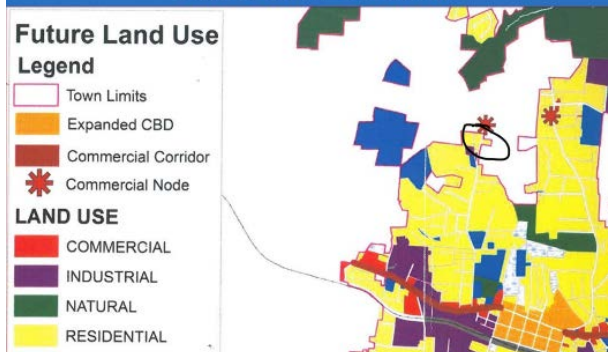 Future Land Use
Legend
Town Limits
Expanded CBD
Commercial Corridor
Commercial Node
LAND USE
COMMERCIAL
INDUSTRIAL
NATURAL
RESIDENTIAL